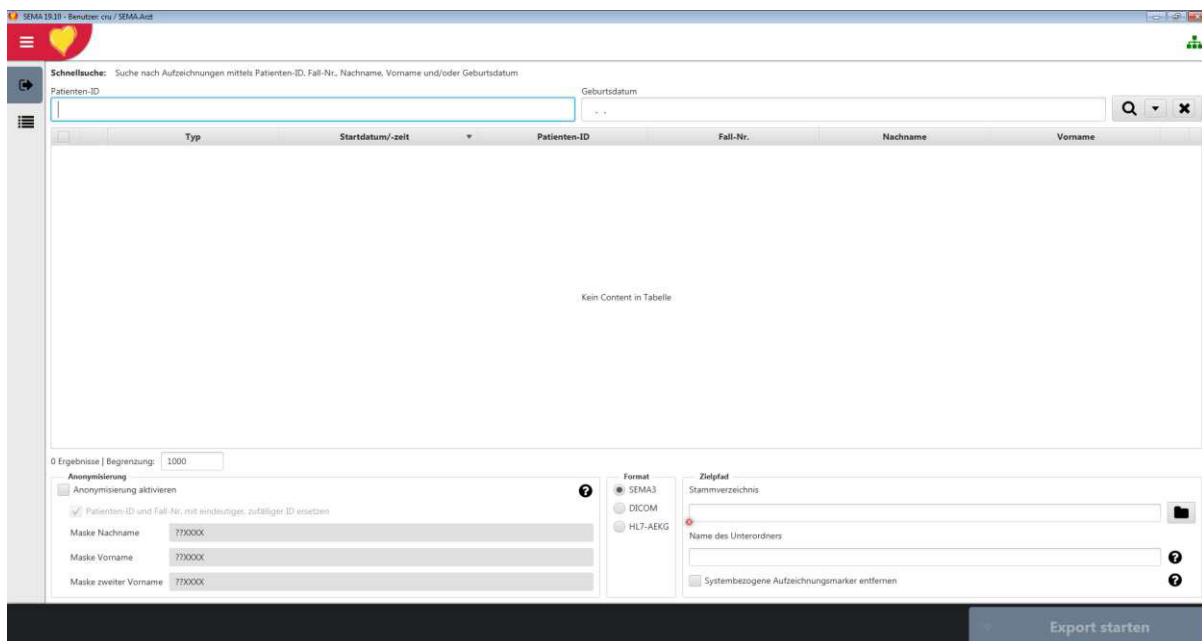 SEMA 19.10 - Benutzer: cru / SEMA.Arzt
Schnellsuche: Suche nach Aufzeichnungen mittels Patienten-ID, Fall-Nr., Nachname, Vorname und/oder Geburtsdatum
Patienten-ID Geburtsdatum
. .
Typ Startdatum/-zeit Patienten-ID Fall-Nr. Nachname Vorname
Kein Content in Tabelle
0 Ergebnisse | Begrenzung: 1000
Anonymisierung Format Zielpfad
Anonymisierung aktivieren SEMA3 Stammverzeichnis
Patienten-ID und Fall-Nr. mit eindeutiger, zufälliger ID ersetzen DICOM
Maske Nachname ??XXXX HL7-AEKG Name des Unterordners
Maske Vorname ??XXXX
Maske zweiter Vorname ??XXXX Systembezogene Aufzeichnungsmarker entfernen
Export starten